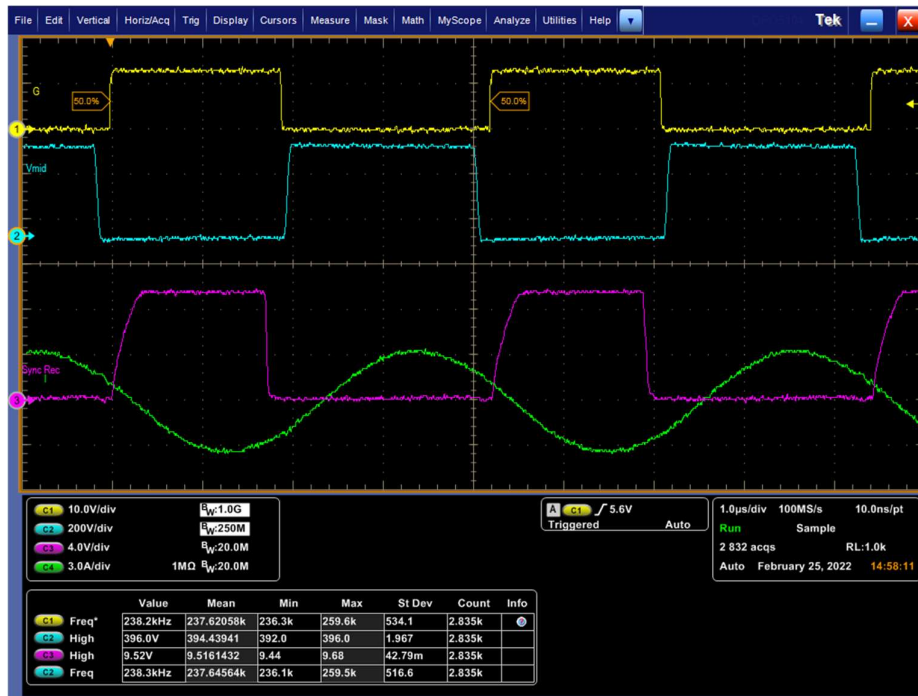 File Edit Vertical Horiz/Acq Trig Display Cursors Measure Mask Math MyScope Analyze Utilities Help Tek X
G
50.0% 50.0%
1
Vmid
2
Sync Rec
3
C1 10.0V/div BW:1.0G
C2 200V/div BW:250M
C3 4.0V/div BW:20.0M
C4 3.0A/div 1MΩ BW:20.0M
A C1 5.6V
Triggered Auto
1.0µs/div 100MS/s 10.0ns/pt
Run Sample
2 832 acqs RL:1.0k
Auto February 25, 2022 14:58:11
Value Mean Min Max St Dev Count Info
C1 Freq* 238.2kHz 237.62058k 236.3k 259.6k 534.1 2.835k
C2 High 396.0V 394.43941 392.0 396.0 1.967 2.835k
C3 High 9.52V 9.5161432 9.44 9.68 42.79m 2.835k
C2 Freq 238.3kHz 237.64564k 236.1k 259.5k 516.6 2.835k